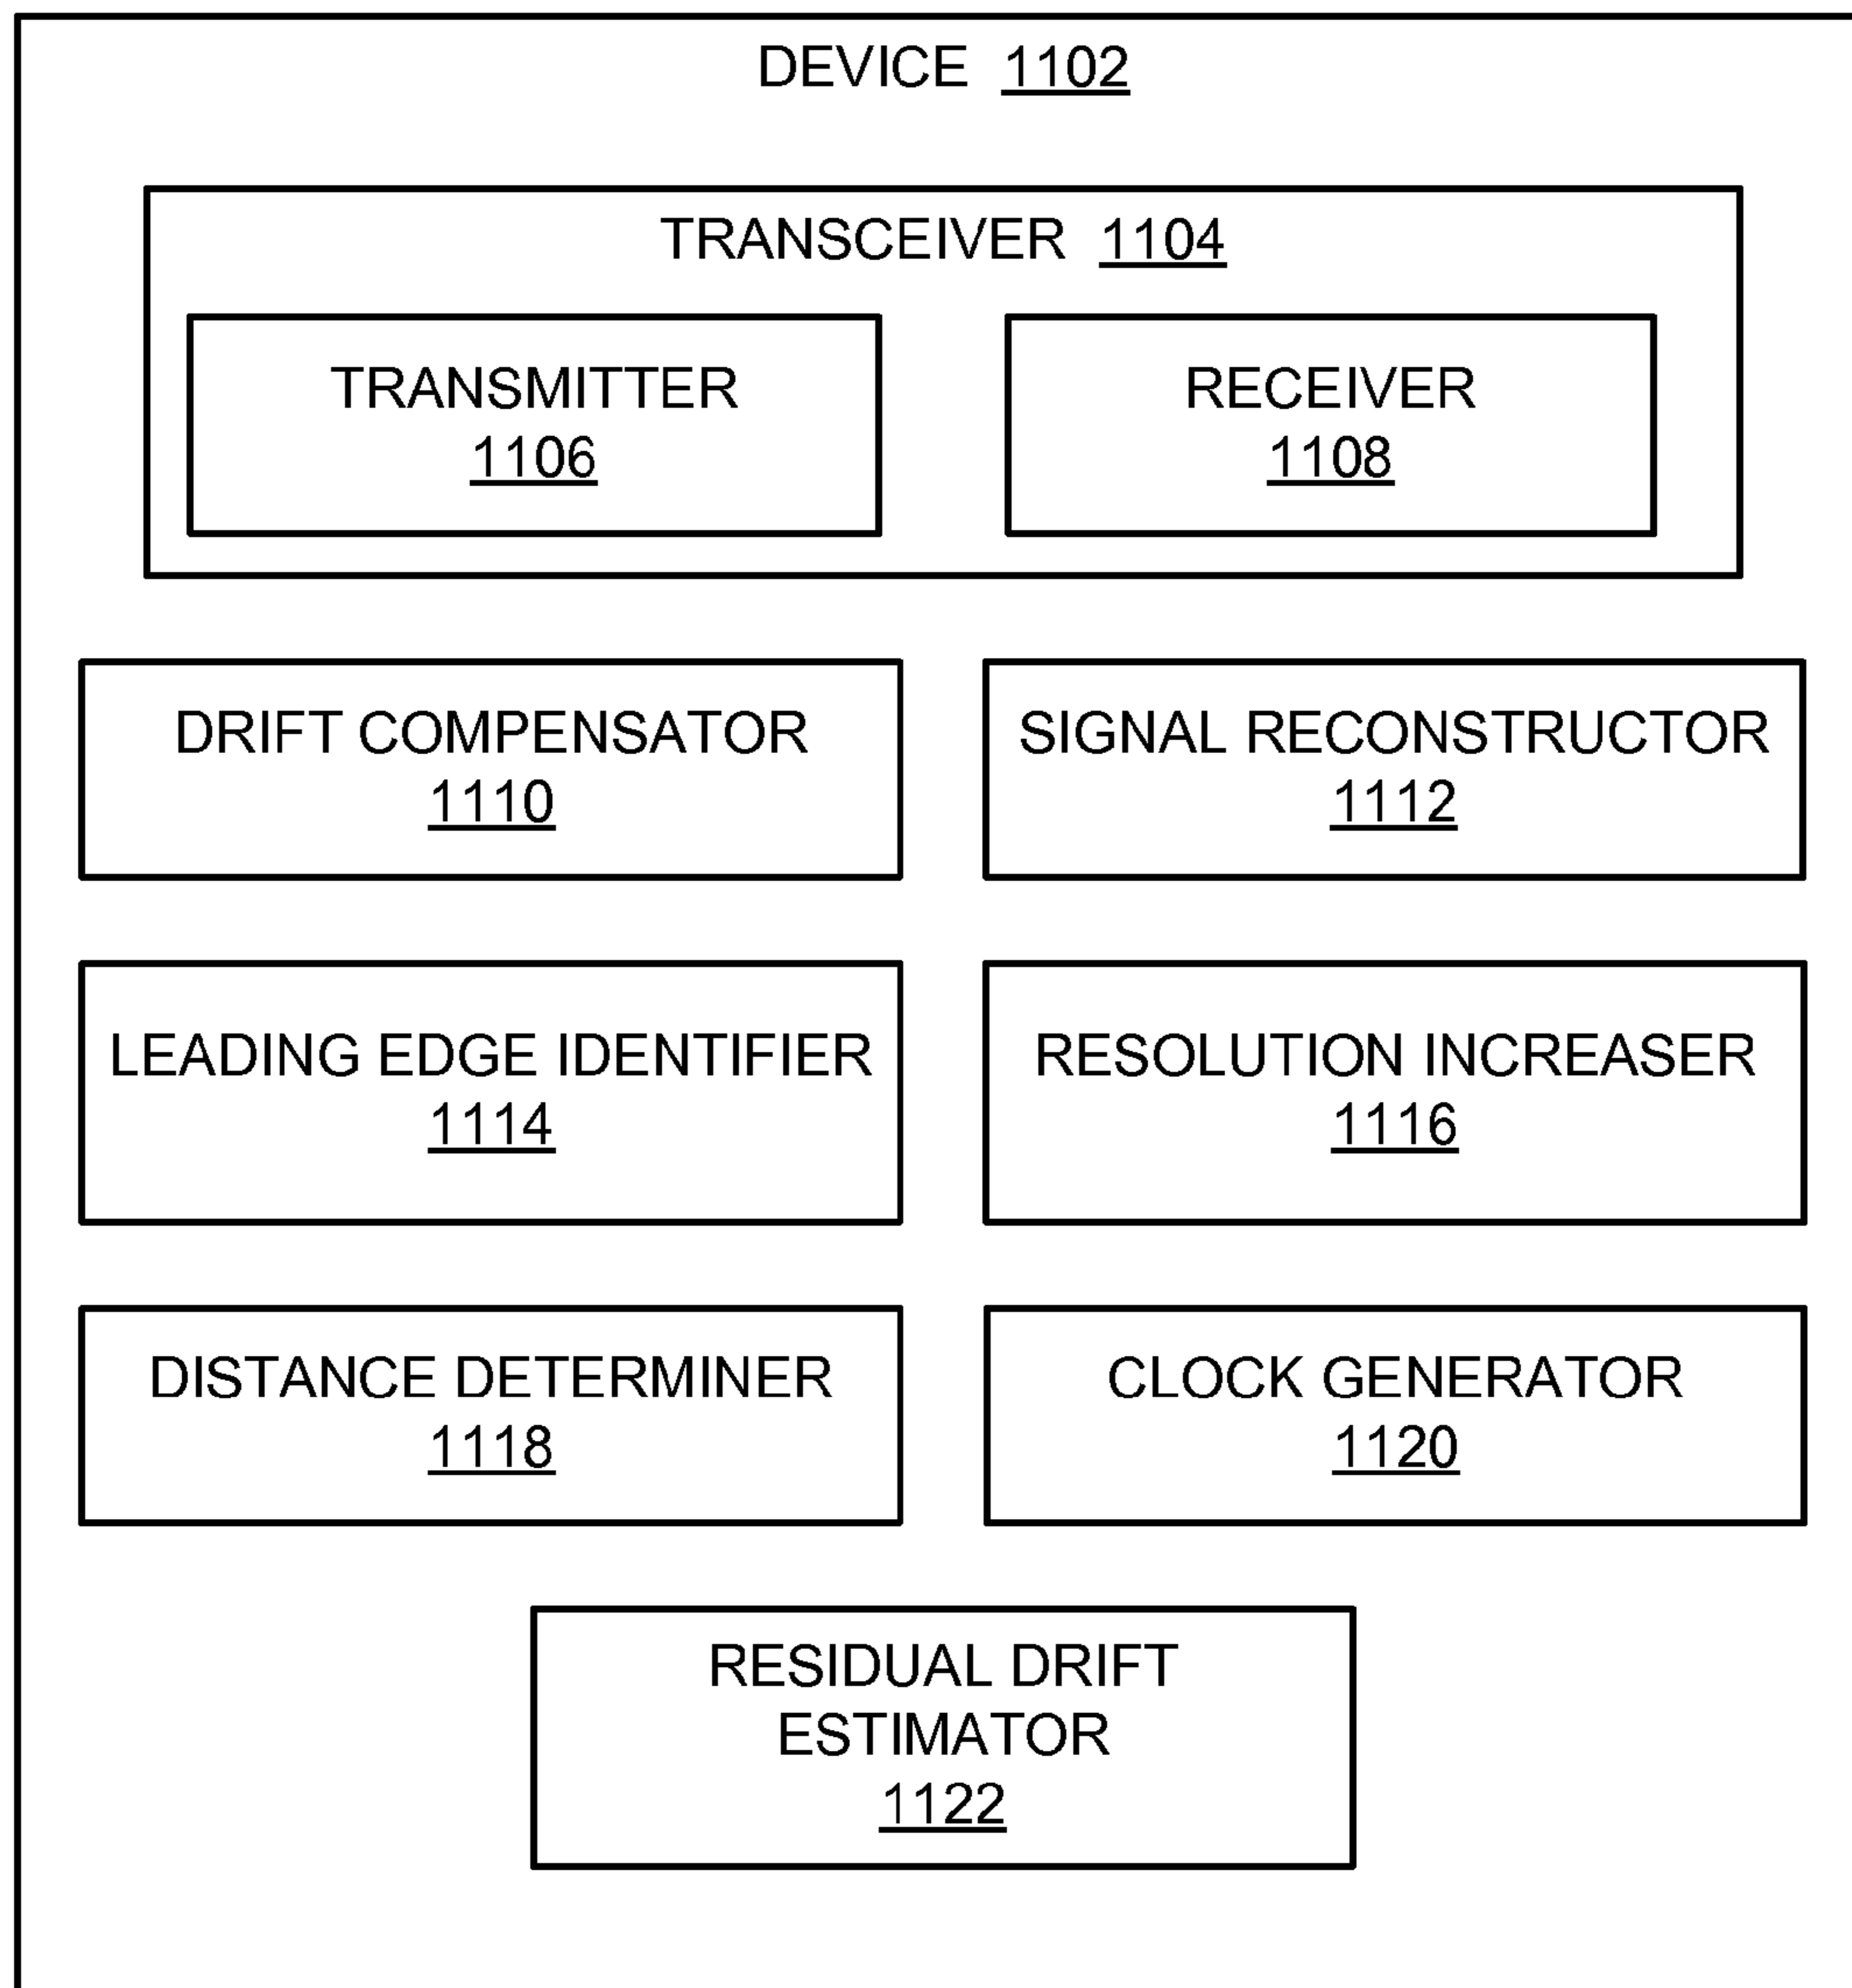 DEVICE 1102
TRANSCEIVER 1104
TRANSMITTER
1106
RECEIVER
1108
DRIFT COMPENSATOR
1110
SIGNAL RECONSTRUCTOR
1112
LEADING EDGE IDENTIFIER
1114
RESOLUTION INCREASER
1116
DISTANCE DETERMINER
1118
CLOCK GENERATOR
1120
RESIDUAL DRIFT
ESTIMATOR
1122